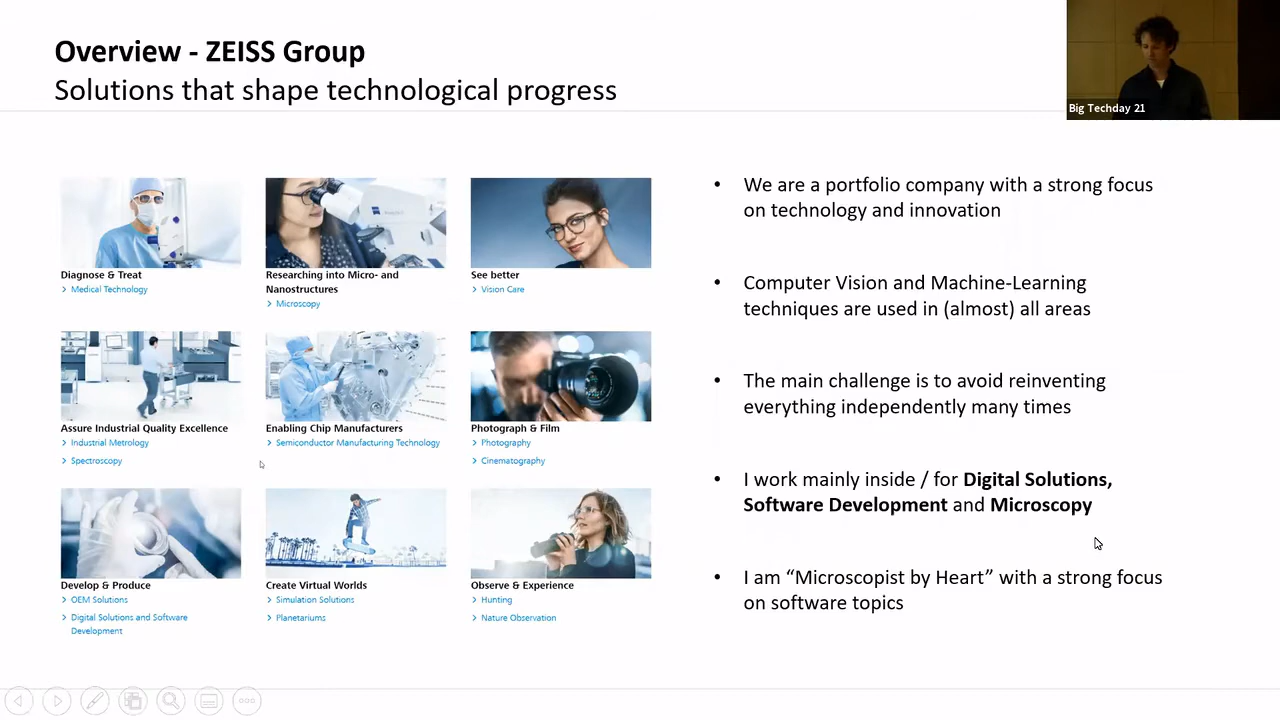 Overview - ZEISS Group
Solutions that shape technological progress
Big Techday 21
Diagnose & Treat
Medical Technology
Researching into Micro- and
Nanostructures
Microscopy
See better
Vision Care
Assure Industrial Quality Excellence
Industrial Metrology
Spectroscopy
Enabling Chip Manufacturers
Semiconductor Manufacturing Technology
Photograph & Film
Photography
Cinematography
Develop & Produce
OEM Solutions
Digital Solutions and Software
Development
Create Virtual Worlds
Simulation Solutions
Planetariums
Observe & Experience
Hunting
Nature Observation
• We are a portfolio company with a strong focus
on technology and innovation
• Computer Vision and Machine-Learning
techniques are used in (almost) all areas
• The main challenge is to avoid reinventing
everything independently many times
• I work mainly inside / for Digital Solutions,
Software Development and Microscopy
• I am “Microscopist by Heart” with a strong focus
on software topics